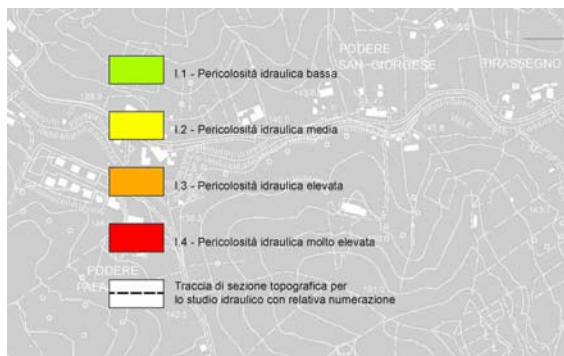 PODERE
SAN GIORGESE
TIRASSEGNO
I.1 - Pericolosità idraulica bassa
I.2 - Pericolosità idraulica media
I.3 - Pericolosità idraulica elevata
I.4 - Pericolosità idraulica molto elevata
PODERE
Traccia di sezione topografica per
lo studio idraulico con relativa numerazione